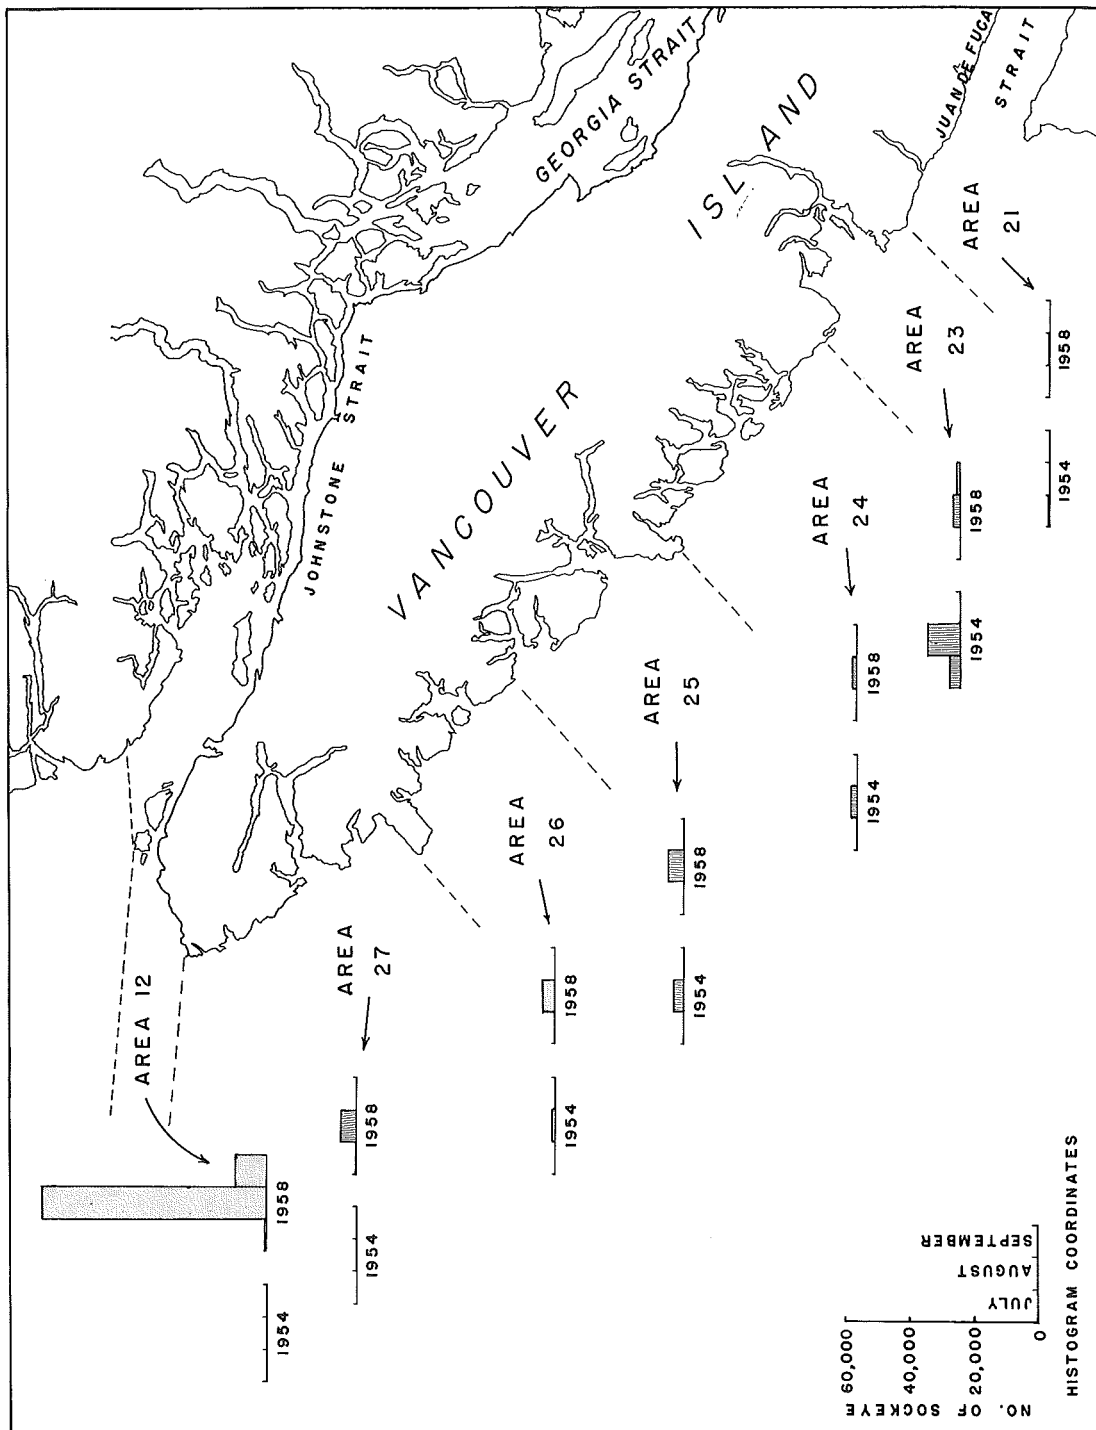 GEORGIA STRAIT
JUAN DE FUCA
STRAIT
ISLAND
JOHNSTONE STRAIT
VANCOUVER
AREA 12
1954
1958
AREA
27
1954
1958
AREA
26
1954
1958
AREA
25
1954
1958
AREA
24
1954
1958
AREA
23
1954
1958
AREA
21
1954
1958
NO. OF SOCKEYE
60,000
40,000
20,000
0
JULY
AUGUST
SEPTEMBER
HISTOGRAM COORDINATES